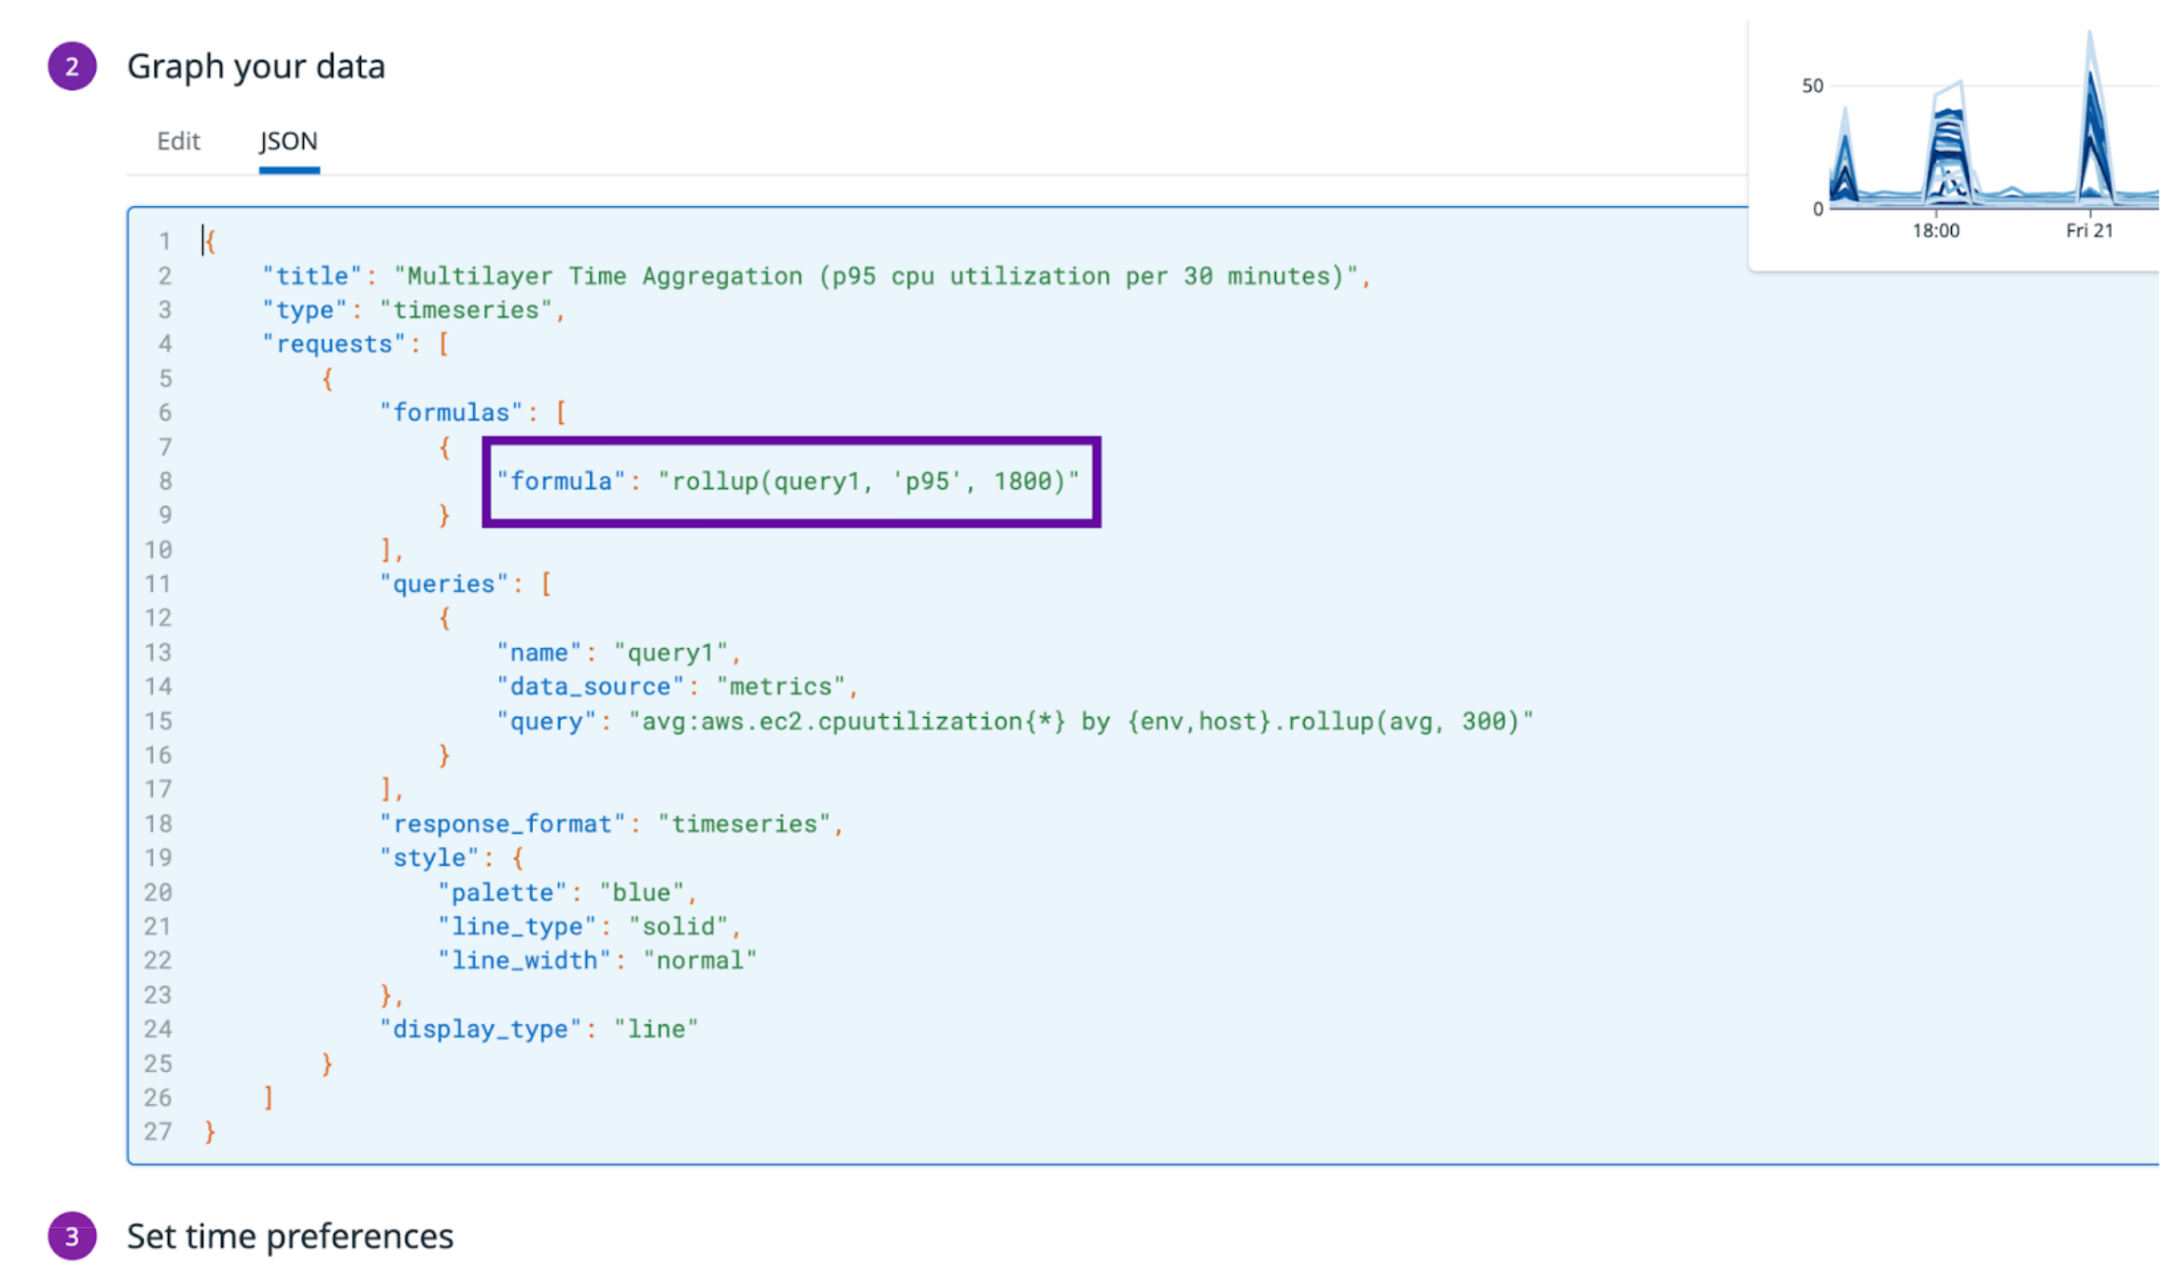 2 Graph your data
Edit JSON
50
0
18:00 Fri 21
1 {
2 "title": "Multilayer Time Aggregation (p95 cpu utilization per 30 minutes)",
3 "type": "timeseries",
4 "requests": [
5 {
6 "formulas": [
7 {
8 "formula": "rollup(query1, 'p95', 1800)"
9 }
10 ],
11 "queries": [
12 {
13 "name": "query1",
14 "data_source": "metrics",
15 "query": "avg:aws.ec2.cpuutilization{*} by {env,host}.rollup(avg, 300)"
16 }
17 ],
18 "response_format": "timeseries",
19 "style": {
20 "palette": "blue",
21 "line_type": "solid",
22 "line_width": "normal"
23 },
24 "display_type": "line"
25 }
26 ]
27 }
3 Set time preferences